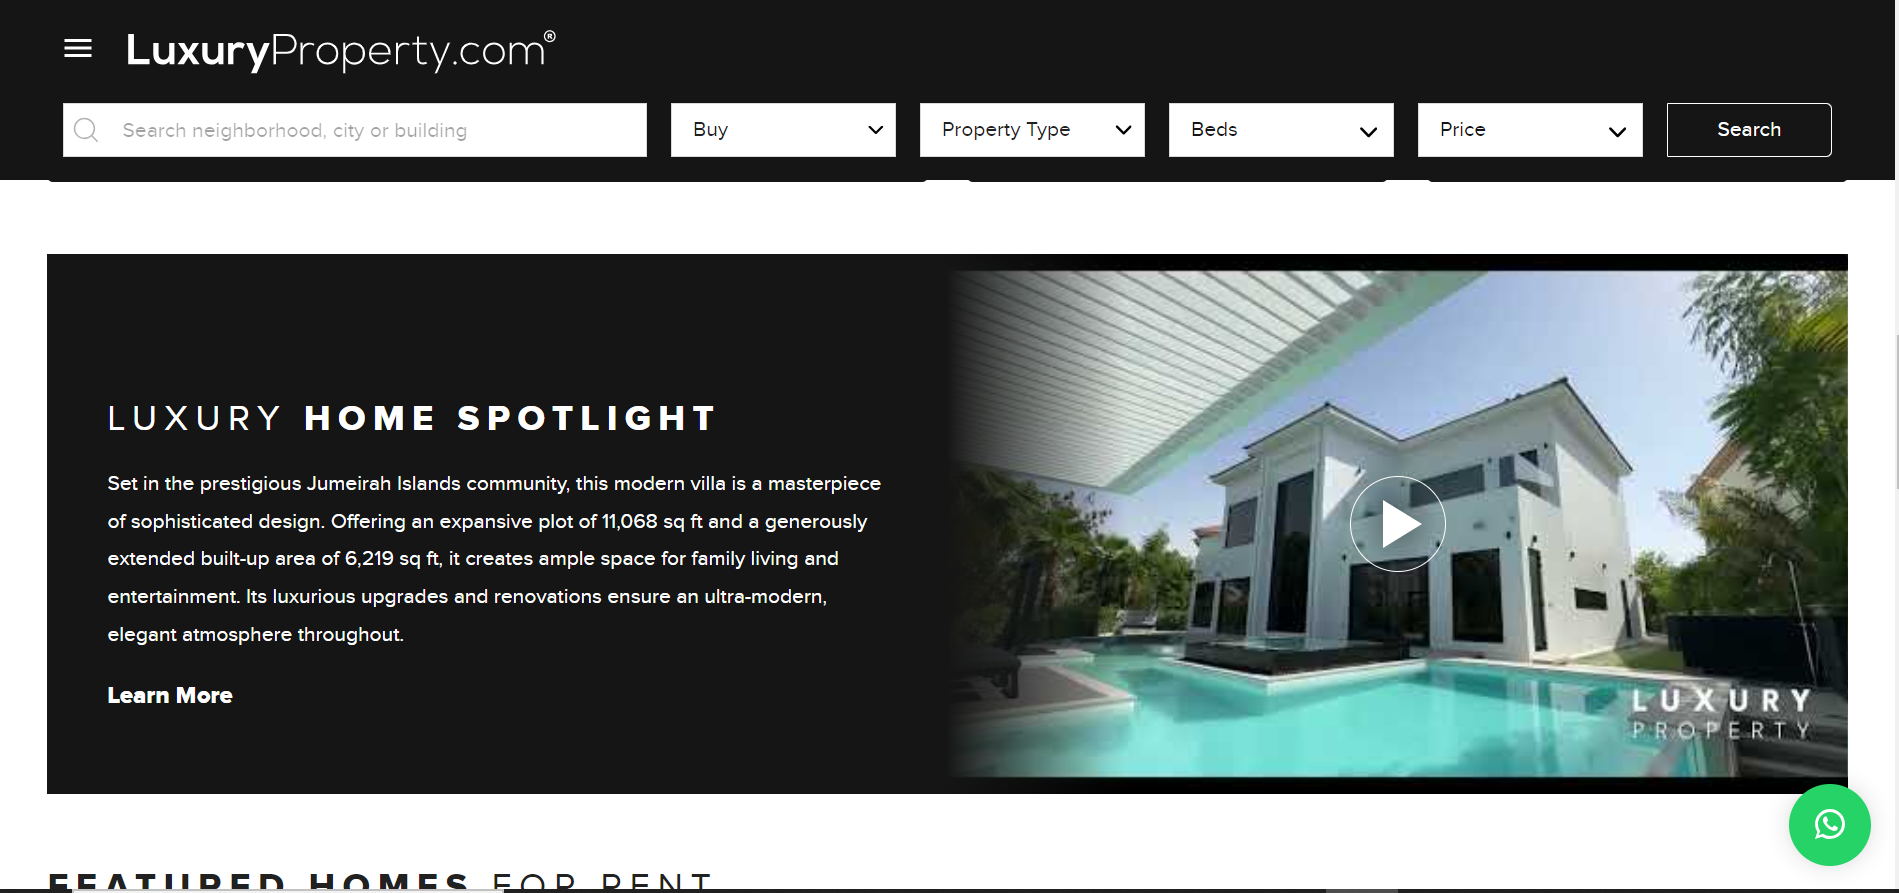 LuxuryProperty.com®
Search neighborhood, city or building
Buy
Property Type
Beds
Price
Search
LUXURY HOME SPOTLIGHT
Set in the prestigious Jumeirah Islands community, this modern villa is a masterpiece
of sophisticated design. Offering an expansive plot of 11,068 sq ft and a generously
extended built-up area of 6,219 sq ft, it creates ample space for family living and
entertainment. Its luxurious upgrades and renovations ensure an ultra-modern,
elegant atmosphere throughout.
Learn More
LUXURY
PROPERTY
FEATURED HOMES FOR RENT